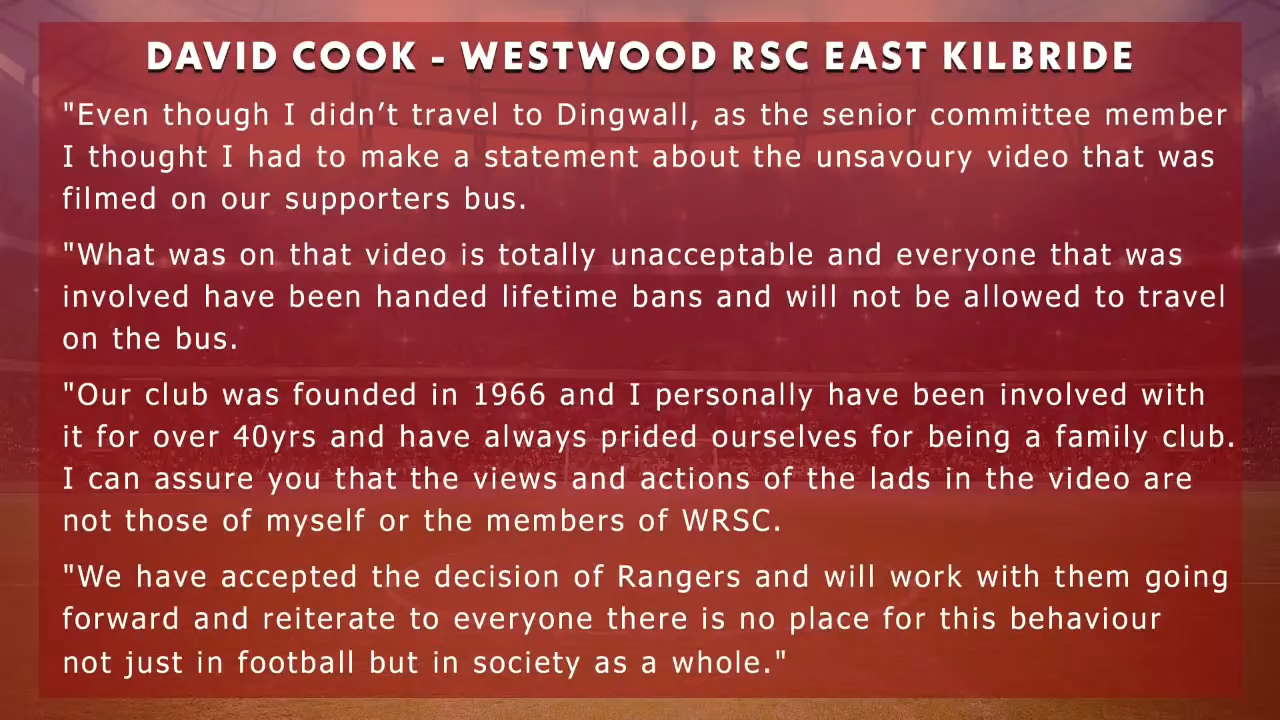 DAVID COOK - WESTWOOD RSC EAST KILBRIDE
"Even though I didn’t travel to Dingwall, as the senior committee member
I thought I had to make a statement about the unsavoury video that was
filmed on our supporters bus.
"What was on that video is totally unacceptable and everyone that was
involved have been handed lifetime bans and will not be allowed to travel
on the bus.
"Our club was founded in 1966 and I personally have been involved with
it for over 40yrs and have always prided ourselves for being a family club.
I can assure you that the views and actions of the lads in the video are
not those of myself or the members of WRSC.
"We have accepted the decision of Rangers and will work with them going
forward and reiterate to everyone there is no place for this behaviour
not just in football but in society as a whole."